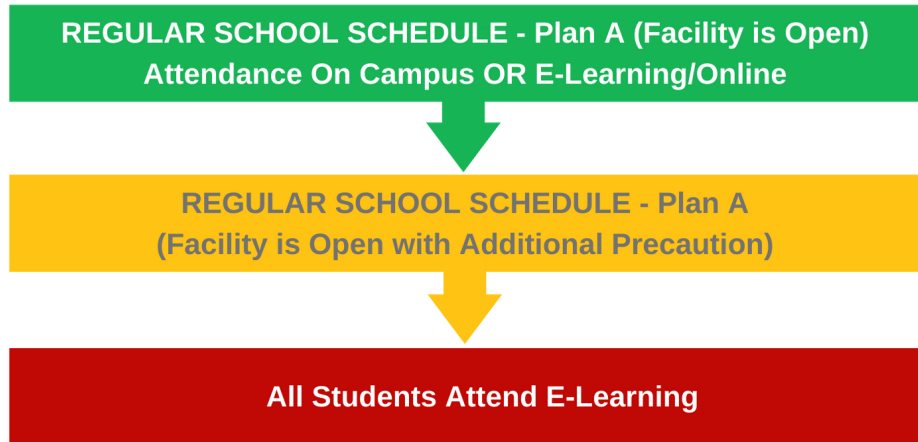 REGULAR SCHOOL SCHEDULE - Plan A (Facility is Open)
Attendance On Campus OR E-Learning/Online
REGULAR SCHOOL SCHEDULE - Plan A
(Facility is Open with Additional Precaution)
All Students Attend E-Learning